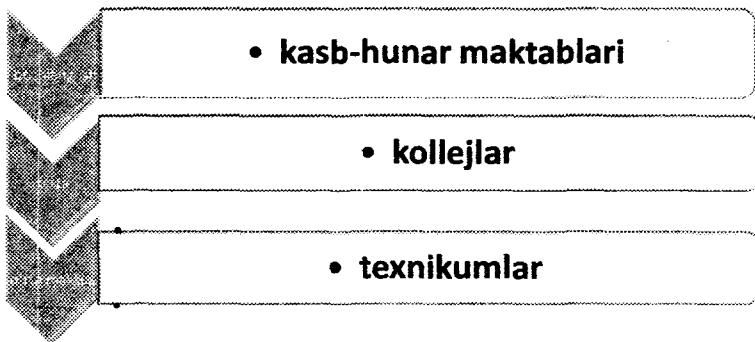 • kasb-hunar maktablari
• kollejlar
• texnikumlar